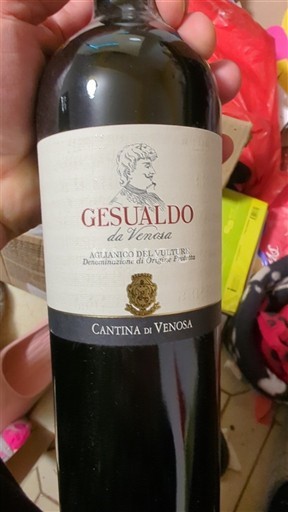 GESUALDO
da Venosa
AGLIANICO DEL VULTURE
Denominazione di Origine Protetta
CANTINA DI VENOSA